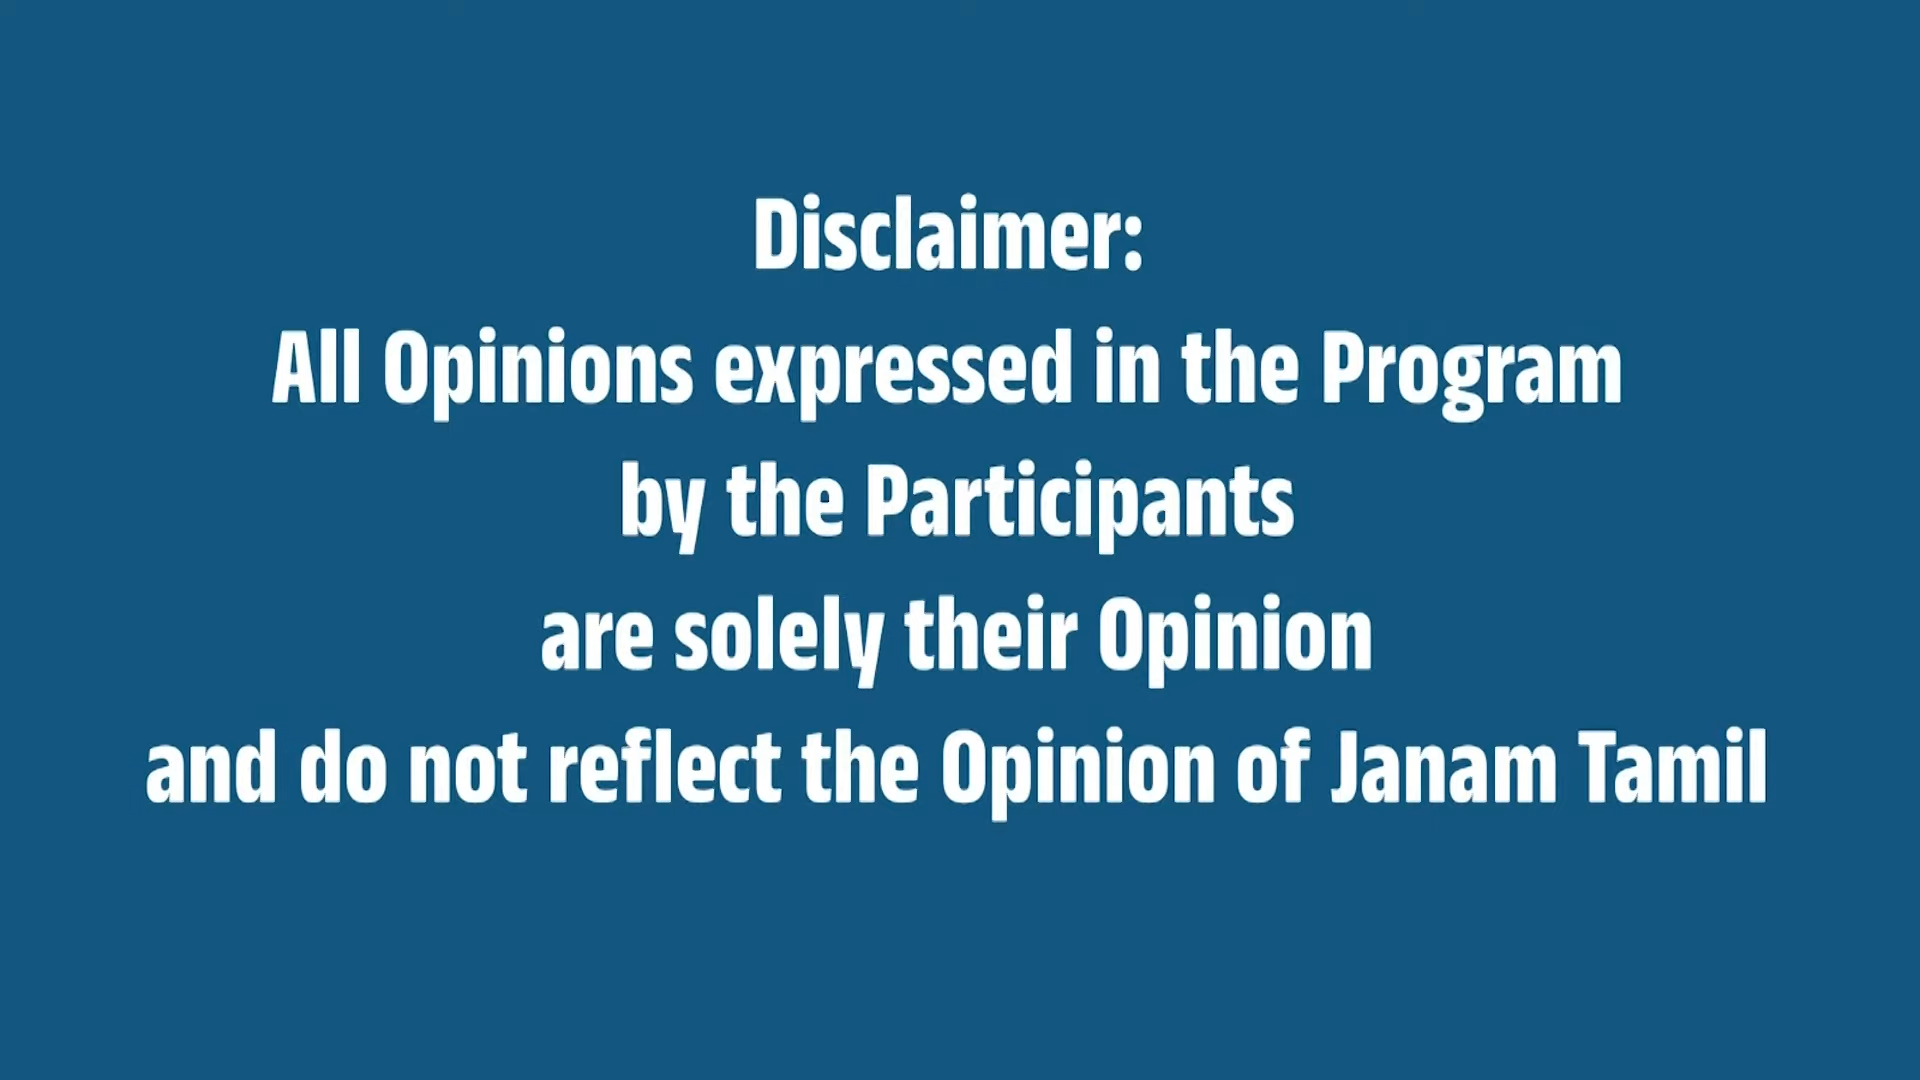 Disclaimer:
All Opinions expressed in the Program
by the Participants
are solely their Opinion
and do not reflect the Opinion of Janam Tamil